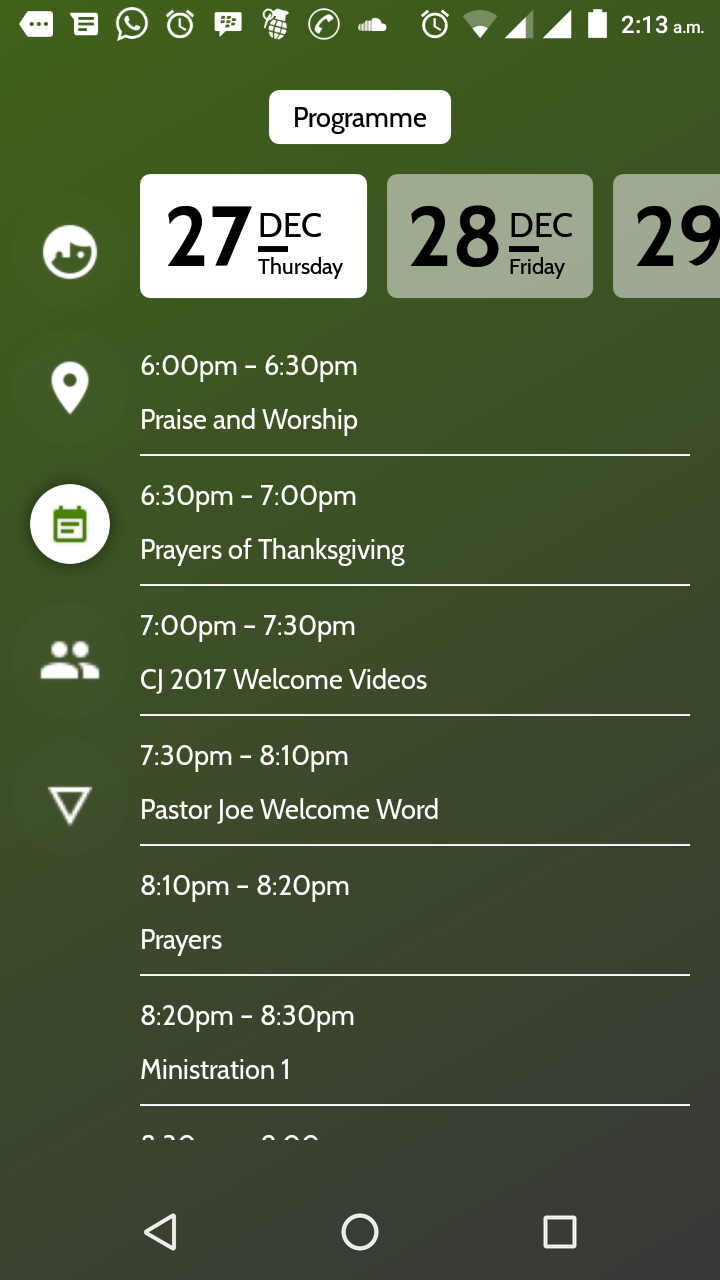 2:13 a.m.
Programme
27 DEC Thursday
28 DEC Friday
29
6:00pm – 6:30pm
Praise and Worship
6:30pm – 7:00pm
Prayers of Thanksgiving
7:00pm – 7:30pm
CJ 2017 Welcome Videos
7:30pm – 8:10pm
Pastor Joe Welcome Word
8:10pm – 8:20pm
Prayers
8:20pm – 8:30pm
Ministration 1